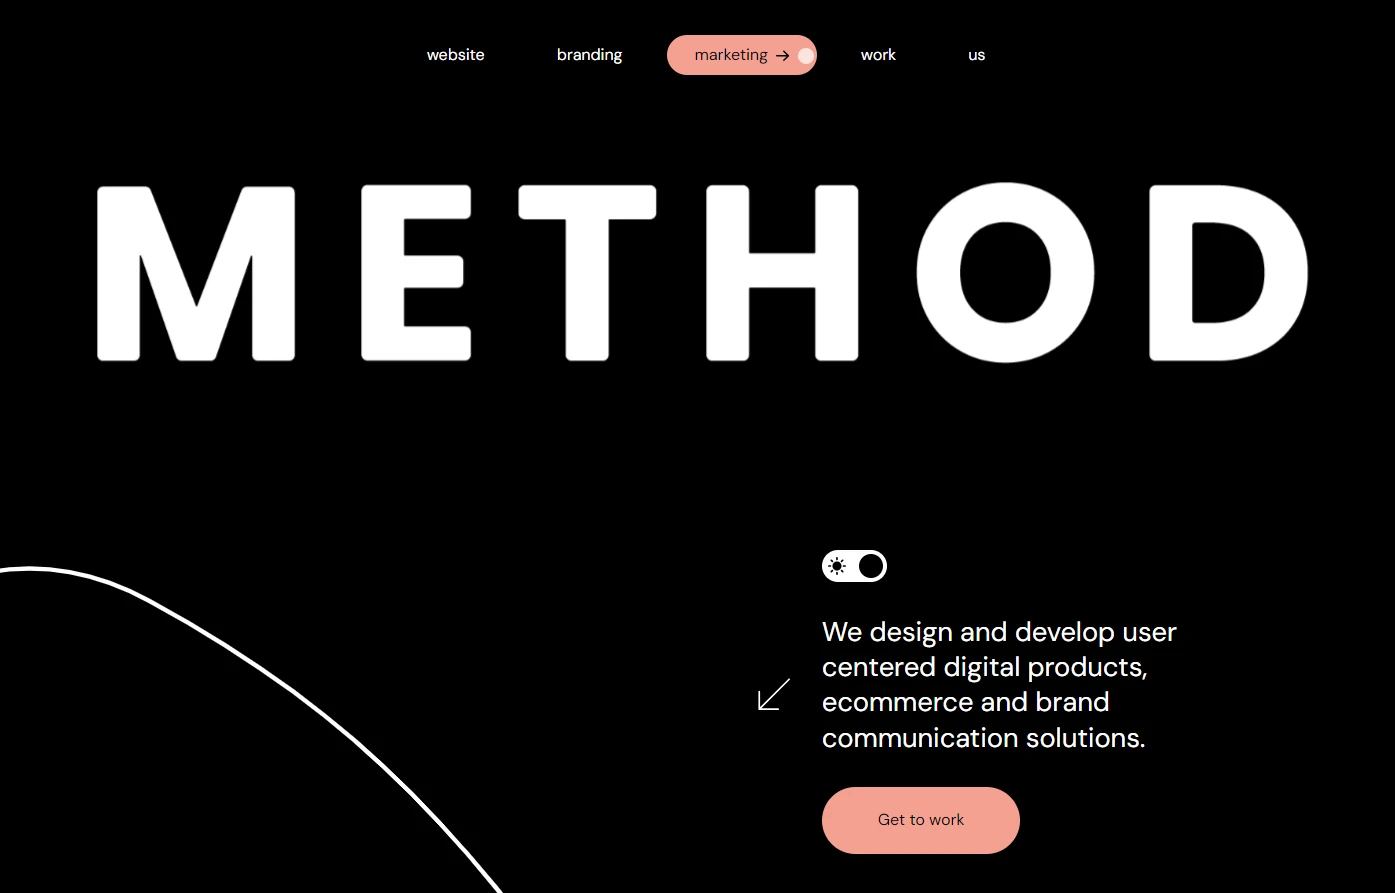 website branding marketing → work us
METHOD
We design and develop user
centered digital products,
ecommerce and brand
communication solutions.
Get to work